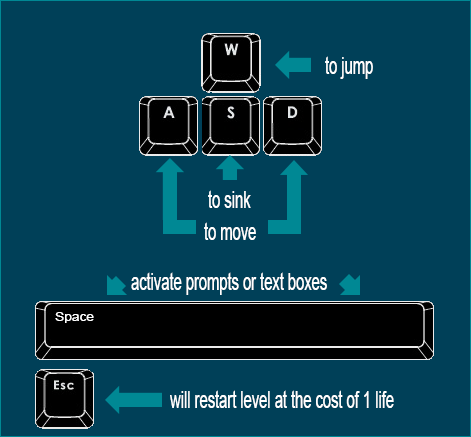 W
to jump
A S D
to sink
to move
activate prompts or text boxes
Space
Esc
will restart level at the cost of 1 life